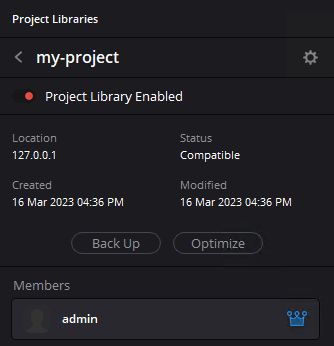 Project Libraries
my-project
Project Library Enabled
Location Status
127.0.0.1 Compatible
Created Modified
16 Mar 2023 04:36 PM 16 Mar 2023 04:36 PM
Back Up Optimize
Members
admin